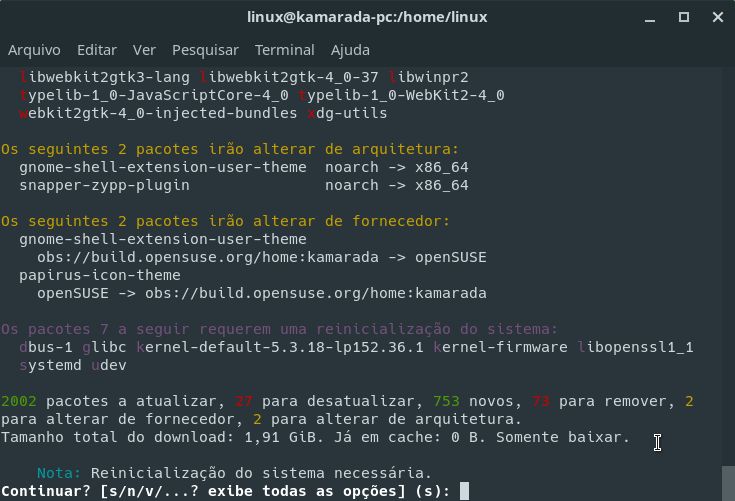 linux@kamarada-pc:/home/linux
Arquivo Editar Ver Pesquisar Terminal Ajuda
libwebkit2gtk3-lang libwebkit2gtk-4_0-37 libwinpr2
typelib-1_0-JavaScriptCore-4_0 typelib-1_0-WebKit2-4_0
webkit2gtk-4_0-injected-bundles xdg-utils
Os seguintes 2 pacotes irão alterar de arquitetura:
gnome-shell-extension-user-theme noarch -> x86_64
snapper-zypp-plugin noarch -> x86_64
Os seguintes 2 pacotes irão alterar de fornecedor:
gnome-shell-extension-user-theme
obs://build.opensuse.org/home:kamarada -> openSUSE
papirus-icon-theme
openSUSE -> obs://build.opensuse.org/home:kamarada
Os pacotes 7 a seguir requerem uma reinicialização do sistema:
dbus-1 glibc kernel-default-5.3.18-lp152.36.1 kernel-firmware libopenssl1_1
systemd udev
2002 pacotes a atualizar, 27 para desatualizar, 753 novos, 73 para remover, 2
para alterar de fornecedor, 2 para alterar de arquitetura.
Tamanho total do download: 1,91 GiB. Já em cache: 0 B. Somente baixar.
Nota: Reinicialização do sistema necessária.
Continuar? [s/n/v/...? exibe todas as opções] (s):